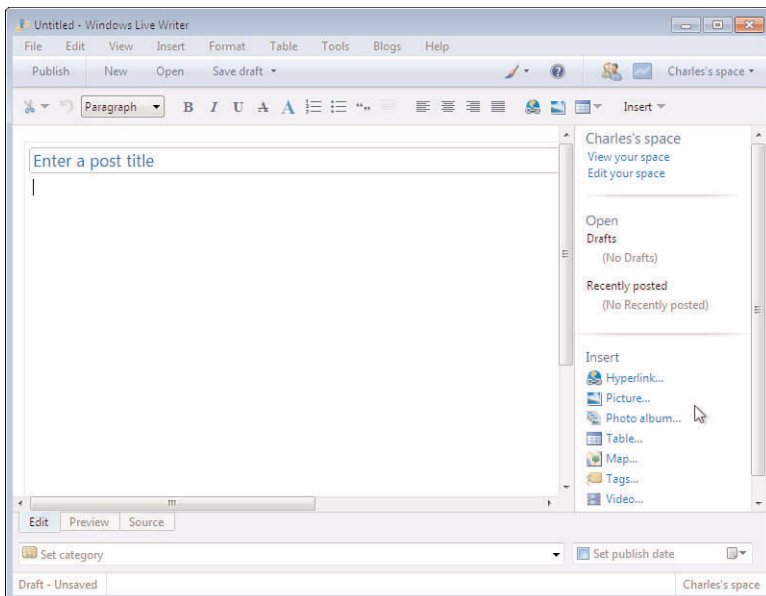 Untitled - Windows Live Writer
File Edit View Insert Format Table Tools Blogs Help
Publish New Open Save draft Charles's space
Paragraph B I U A A Insert
Enter a post title
Charles's space
View your space
Edit your space
Open
Drafts
(No Drafts)
Recently posted
(No Recently posted)
Insert
Hyperlink...
Picture...
Photo album...
Table...
Map...
Tags...
Video...
Edit Preview Source
Set category Set publish date
Draft - Unsaved Charles's space